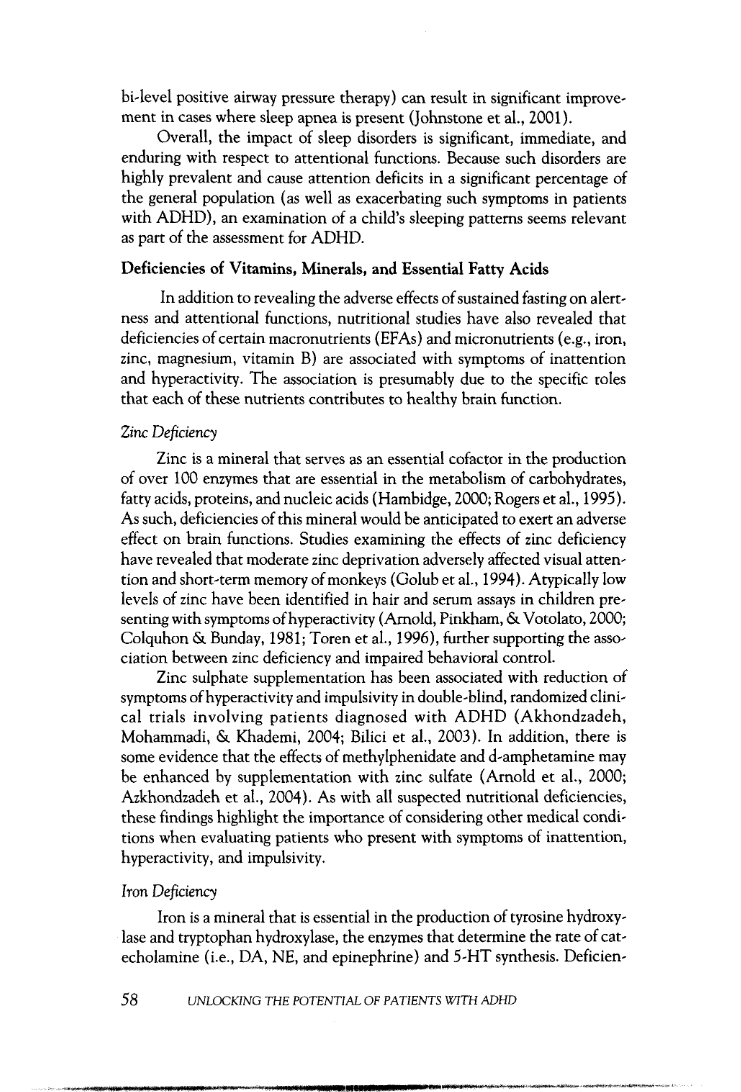 bi-level positive airway pressure therapy) can result in significant improve-
ment in cases where sleep apnea is present (Johnstone et al., 2001).
Overall, the impact of sleep disorders is significant, immediate, and
enduring with respect to attentional functions. Because such disorders are
highly prevalent and cause attention deficits in a significant percentage of
the general population (as well as exacerbating such symptoms in patients
with ADHD), an examination of a child's sleeping patterns seems relevant
as part of the assessment for ADHD.
Deficiencies of Vitamins, Minerals, and Essential Fatty Acids
In addition to revealing the adverse effects of sustained fasting on alert-
ness and attentional functions, nutritional studies have also revealed that
deficiencies of certain macronutrients (EFAs) and micronutrients (e.g., iron,
zinc, magnesium, vitamin B) are associated with symptoms of inattention
and hyperactivity. The association is presumably due to the specific roles
that each of these nutrients contributes to healthy brain function.
Zinc Deficiency
Zinc is a mineral that serves as an essential cofactor in the production
of over 100 enzymes that are essential in the metabolism of carbohydrates,
fatty acids, proteins, and nucleic acids (Hambidge, 2000; Rogers et al., 1995).
As such, deficiencies of this mineral would be anticipated to exert an adverse
effect on brain functions. Studies examining the effects of zinc deficiency
have revealed that moderate zinc deprivation adversely affected visual atten-
tion and short-term memory of monkeys (Golub et al., 1994). Atypically low
levels of zinc have been identified in hair and serum assays in children pre-
senting with symptoms of hyperactivity (Arnold, Pinkham, & Votolato, 2000;
Colquhon & Bunday, 1981; Toren et al., 1996), further supporting the asso-
ciation between zinc deficiency and impaired behavioral control.
Zinc sulphate supplementation has been associated with reduction of
symptoms of hyperactivity and impulsivity in double-blind, randomized clini-
cal trials involving patients diagnosed with ADHD (Akhondzadeh,
Mohammadi, & Khademi, 2004; Bilici et al., 2003). In addition, there is
some evidence that the effects of methylphenidate and d-amphetamine may
be enhanced by supplementation with zinc sulfate (Arnold et al., 2000;
Azkhondzadeh et al., 2004). As with all suspected nutritional deficiencies,
these findings highlight the importance of considering other medical condi-
tions when evaluating patients who present with symptoms of inattention,
hyperactivity, and impulsivity.
Iron Deficiency
Iron is a mineral that is essential in the production of tyrosine hydroxy-
lase and tryptophan hydroxylase, the enzymes that determine the rate of cat-
echolamine (i.e., DA, NE, and epinephrine) and 5-HT synthesis. Deficien-
58 UNLOCKING THE POTENTIAL OF PATIENTS WITH ADHD